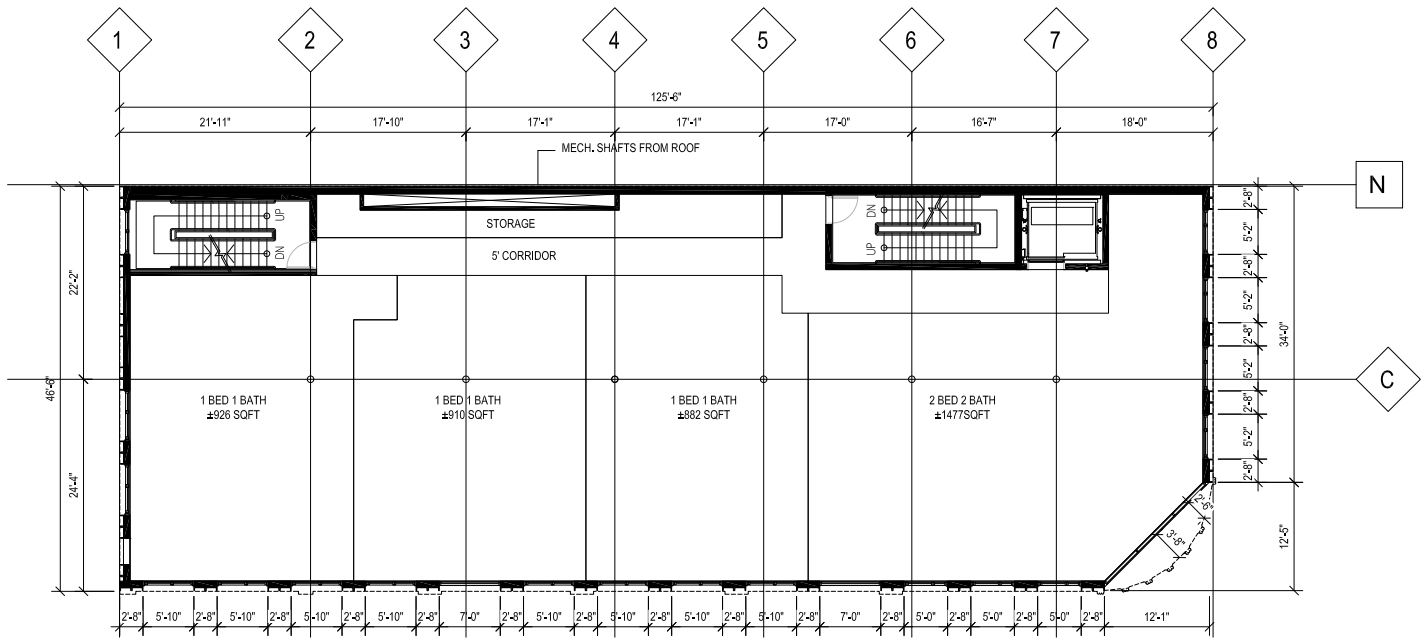 1 2 3 4 5 6 7 8
125'-6"
21'-11" 17'-10" 17'-1" 17'-1" 17'-0" 16'-7" 18'-0"
MECH. SHAFTS FROM ROOF
N
UP
DN
STORAGE
5' CORRIDOR
DN
UP
22'-2"
46'-6"
24'-4"
2'-8"
5'-2"
2'-8"
5'-2"
2'-8"
5'-2"
2'-8"
5'-2"
2'-8"
34'-0"
C
1 BED 1 BATH
±926 SQFT
1 BED 1 BATH
±910 SQFT
1 BED 1 BATH
±882 SQFT
2 BED 2 BATH
±1477SQFT
2'-6"
3'-8"
12'-5"
2'-8" 5'-10" 2'-8" 5'-10" 2'-8" 5'-10" 2'-8" 5'-10" 2'-8" 7'-0" 2'-8" 5'-10" 2'-8" 5'-10" 2'-8" 5'-10" 2'-8" 5'-10" 2'-8" 7'-0" 2'-8" 5'-0" 2'-8" 5'-0" 2'-8" 5'-0" 2'-8" 12'-1"